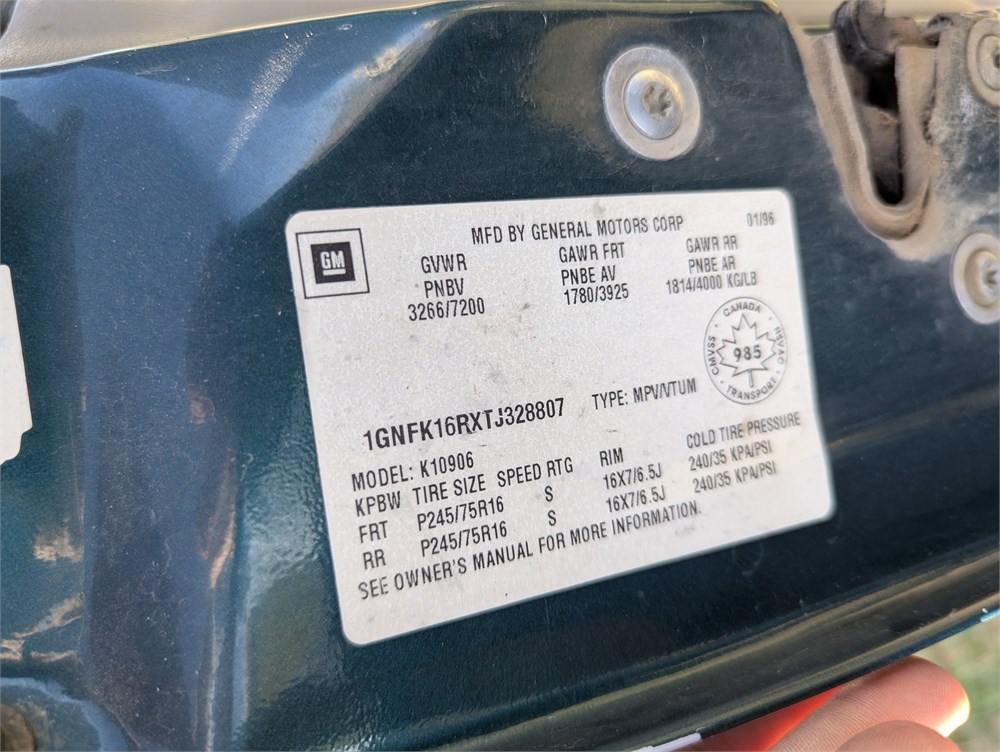 MFD BY GENERAL MOTORS CORP 01/96
GM
GVWR GAWR FRT GAWR RR
PNBV PNBE AV PNBE AR
3266/7200 1780/3925 1814/4000 KG/LB
CANADA
CMVSS 985 NSVAC
TRANSPORT
1GNFK16RXTJ328807 TYPE: MPV/VTUM
MODEL: K10906
KPBW TIRE SIZE SPEED RTG RIM COLD TIRE PRESSURE
FRT P245/75R16 S 16X7/6.5J 240/35 KPA/PSI
RR P245/75R16 S 16X7/6.5J 240/35 KPA/PSI
SEE OWNER'S MANUAL FOR MORE INFORMATION.